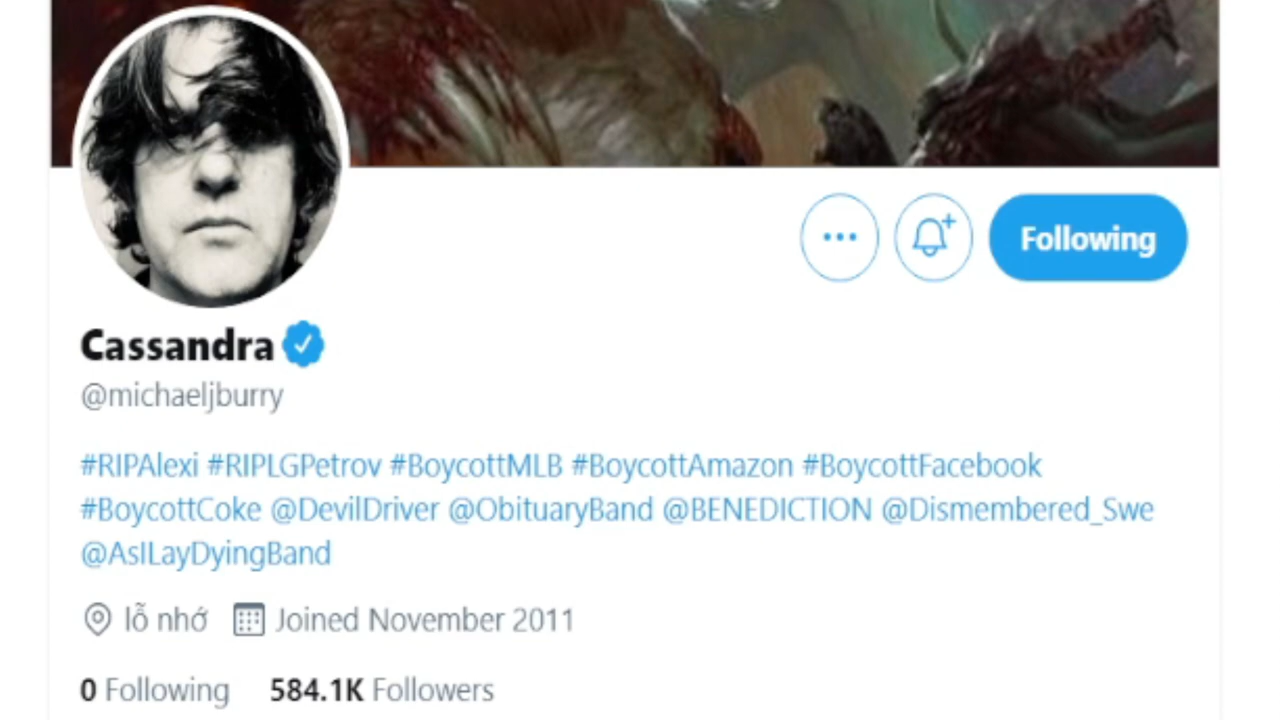 Following
Cassandra
@michaeljburry
#RIPAlexi #RIPLGPetrov #BoycottMLB #BoycottAmazon #BoycottFacebook
#BoycottCoke @DevilDriver @ObituaryBand @BENEDICTION @Dismembered_Swe
@AsILayDyingBand
lỗ nhớ Joined November 2011
0 Following 584.1K Followers